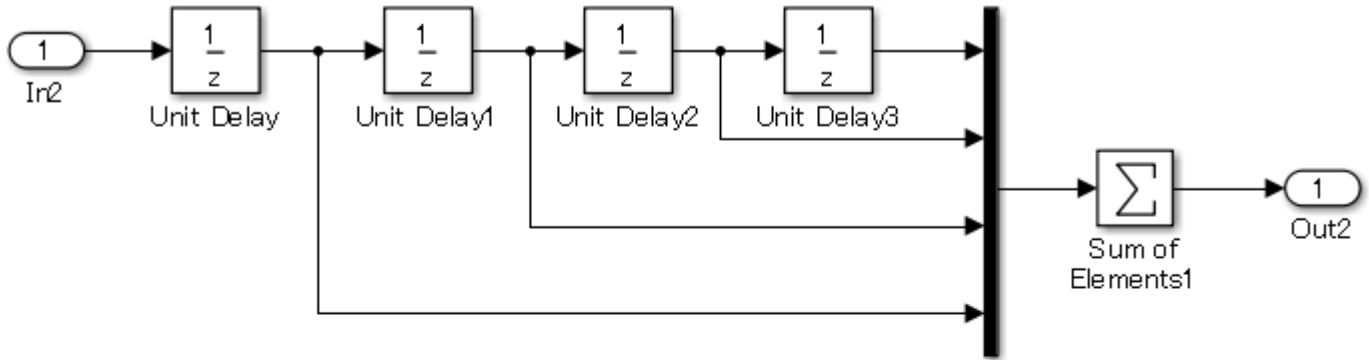 1
In2
1
z
Unit Delay
1
z
Unit Delay1
1
z
Unit Delay2
1
z
Unit Delay3
Σ
Sum of
Elements1
1
Out2